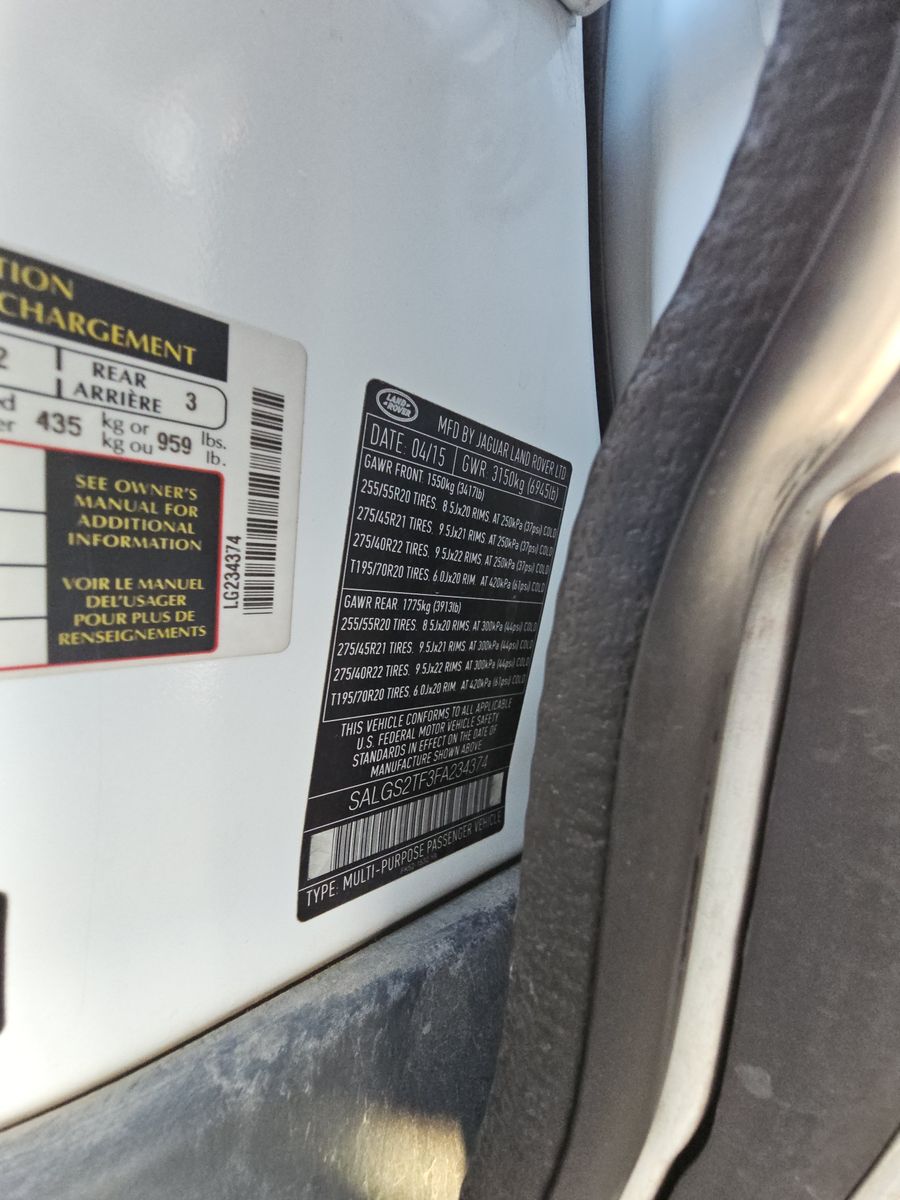 TION
CHARGEMENT
2
REAR
ARRIÈRE 3
435 kg or
kg ou 959 lbs.
lb.
SEE OWNER'S
MANUAL FOR
ADDITIONAL
INFORMATION
VOIR LE MANUEL
DEL'USAGER
POUR PLUS DE
RENSEIGNEMENTS
LG234374
LAND
ROVER
MFD BY JAGUAR LAND ROVER LTD
DATE: 04/15 GWR: 3150kg (6945lb)
GAWR FRONT: 1550kg (3417lb)
255/55R20 TIRES. 8.5Jx20 RIMS. AT 250kPa (37psi) COLD
275/45R21 TIRES. 9.5Jx21 RIMS AT 250kPa (37psi) COLD
275/40R22 TIRES. 9.5Jx22 RIMS. AT 250kPa (37psi) COLD
T195/70R20 TIRES. 6.0Jx20 RIM. AT 420kPa (61psi) COLD
GAWR REAR 1775kg (3913lb)
255/55R20 TIRES. 8.5Jx20 RIMS. AT 300kPa (44psi) COLD
275/45R21 TIRES. 9.5Jx21 RIMS AT 300kPa (44psi) COLD
275/40R22 TIRES. 9.5Jx22 RIMS AT 300kPa (44psi) COLD
T195/70R20 TIRES. 6.0Jx20 RIM. AT 420kPa (61psi) COLD
THIS VEHICLE CONFORMS TO ALL APPLICABLE
U.S. FEDERAL MOTOR VEHICLE SAFETY
STANDARDS IN EFFECT ON THE DATE OF
MANUFACTURE SHOWN ABOVE
SALGS2TF3FA234374
TYPE: MULTI-PURPOSE PASSENGER VEHICLE